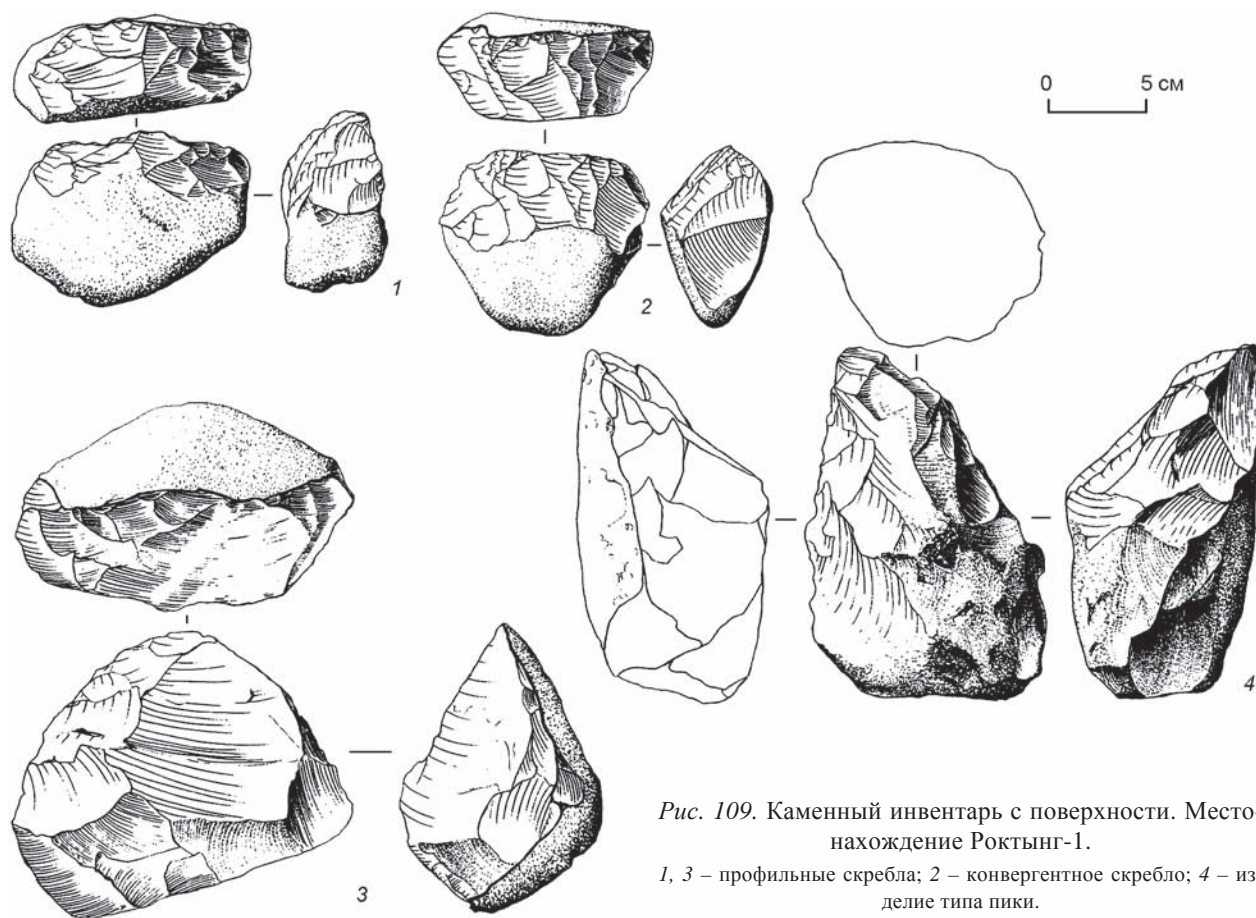 0 5 см
1
2
3
4
Рис. 109. Каменный инвентарь с поверхности. Место-
нахождение Роктынг-1.
1, 3 – профильные скребла; 2 – конвергентное скребло; 4 – из-
делие типа пики.